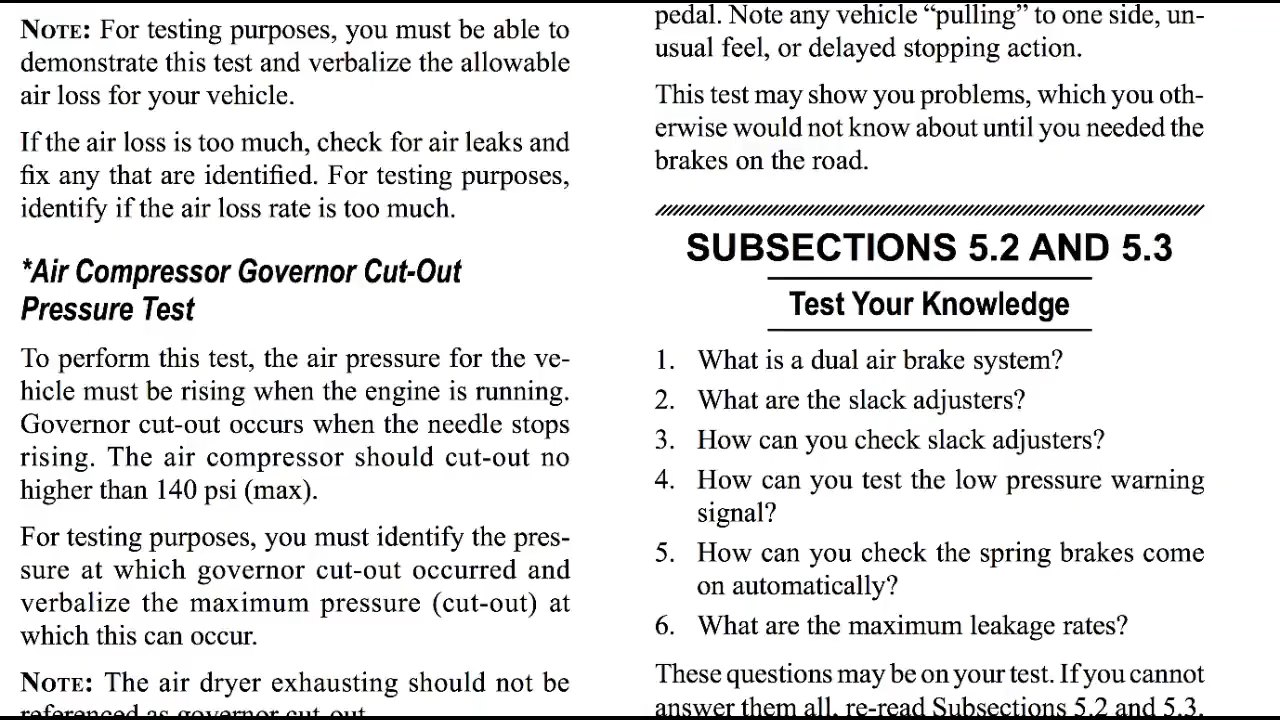 NOTE: For testing purposes, you must be able to
demonstrate this test and verbalize the allowable
air loss for your vehicle.
If the air loss is too much, check for air leaks and
fix any that are identified. For testing purposes,
identify if the air loss rate is too much.
*Air Compressor Governor Cut-Out
Pressure Test
To perform this test, the air pressure for the ve-
hicle must be rising when the engine is running.
Governor cut-out occurs when the needle stops
rising. The air compressor should cut-out no
higher than 140 psi (max).
For testing purposes, you must identify the pres-
sure at which governor cut-out occurred and
verbalize the maximum pressure (cut-out) at
which this can occur.
NOTE: The air dryer exhausting should not be
referenced as governor cut-out.
pedal. Note any vehicle “pulling” to one side, un-
usual feel, or delayed stopping action.
This test may show you problems, which you oth-
erwise would not know about until you needed the
brakes on the road.
SUBSECTIONS 5.2 AND 5.3
Test Your Knowledge
1. What is a dual air brake system?
2. What are the slack adjusters?
3. How can you check slack adjusters?
4. How can you test the low pressure warning
signal?
5. How can you check the spring brakes come
on automatically?
6. What are the maximum leakage rates?
These questions may be on your test. If you cannot
answer them all, re-read Subsections 5.2 and 5.3.